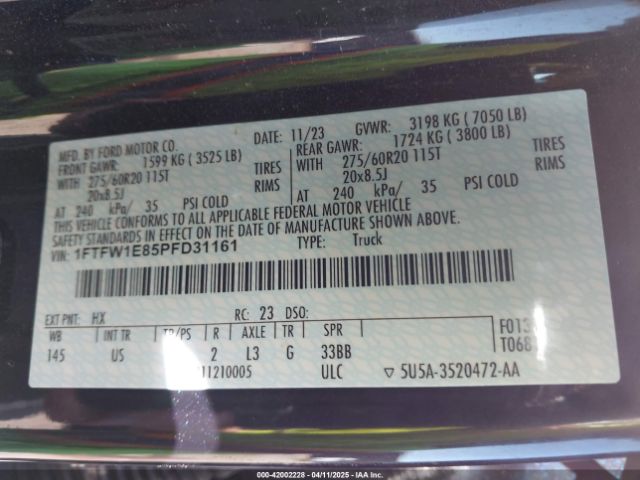 MFD. BY FORD MOTOR CO. DATE: 11/23 GVWR: 3198 KG (7050 LB)
FRONT GAWR: 1599 KG (3525 LB) REAR GAWR: 1724 KG (3800 LB)
WITH 275/60R20 115T TIRES WITH 275/60R20 115T TIRES
20x8.5J RIMS 20x8.5J RIMS
AT 240 kPa/ 35 PSI COLD AT 240 kPa/ 35 PSI COLD
THIS VEHICLE CONFORMS TO ALL APPLICABLE FEDERAL MOTOR VEHICLE
SAFETY STANDARDS IN EFFECT ON THE DATE OF MANUFACTURE SHOWN ABOVE.
VIN: 1FTFW1E85PFD31161 TYPE: Truck
EXT PNT: HX RC: 23 DSO:
WB INT TR TP/PS R AXLE TR SPR
145 US 2 L3 G 33BB
ULC ▽ 5U5A-3520472-AA
000-42002228 - 04/11/2025 - IAA Inc.